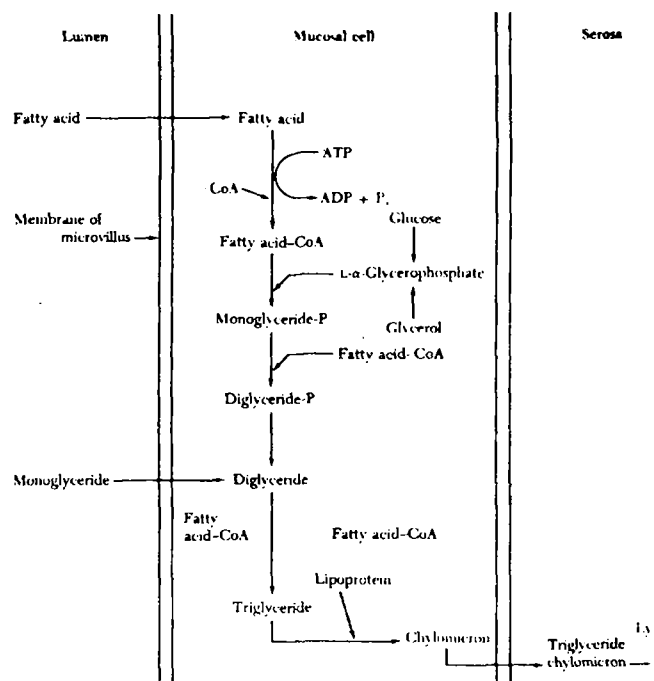 Lumen
Mucosal cell
Serosa
Fatty acid
Fatty acid
ATP
CoA
ADP + P,
Glucose
Membrane of
microvillus
Fatty acid-CoA
L-α-Glycerophosphate
Monoglyceride-P
Glycerol
Fatty acid-CoA
Diglyceride-P
Monoglyceride
Diglyceride
Fatty
acid-CoA
Fatty acid-CoA
Lipoprotein
Triglyceride
Chylomicron
Ly
Triglyceride
chylomicron